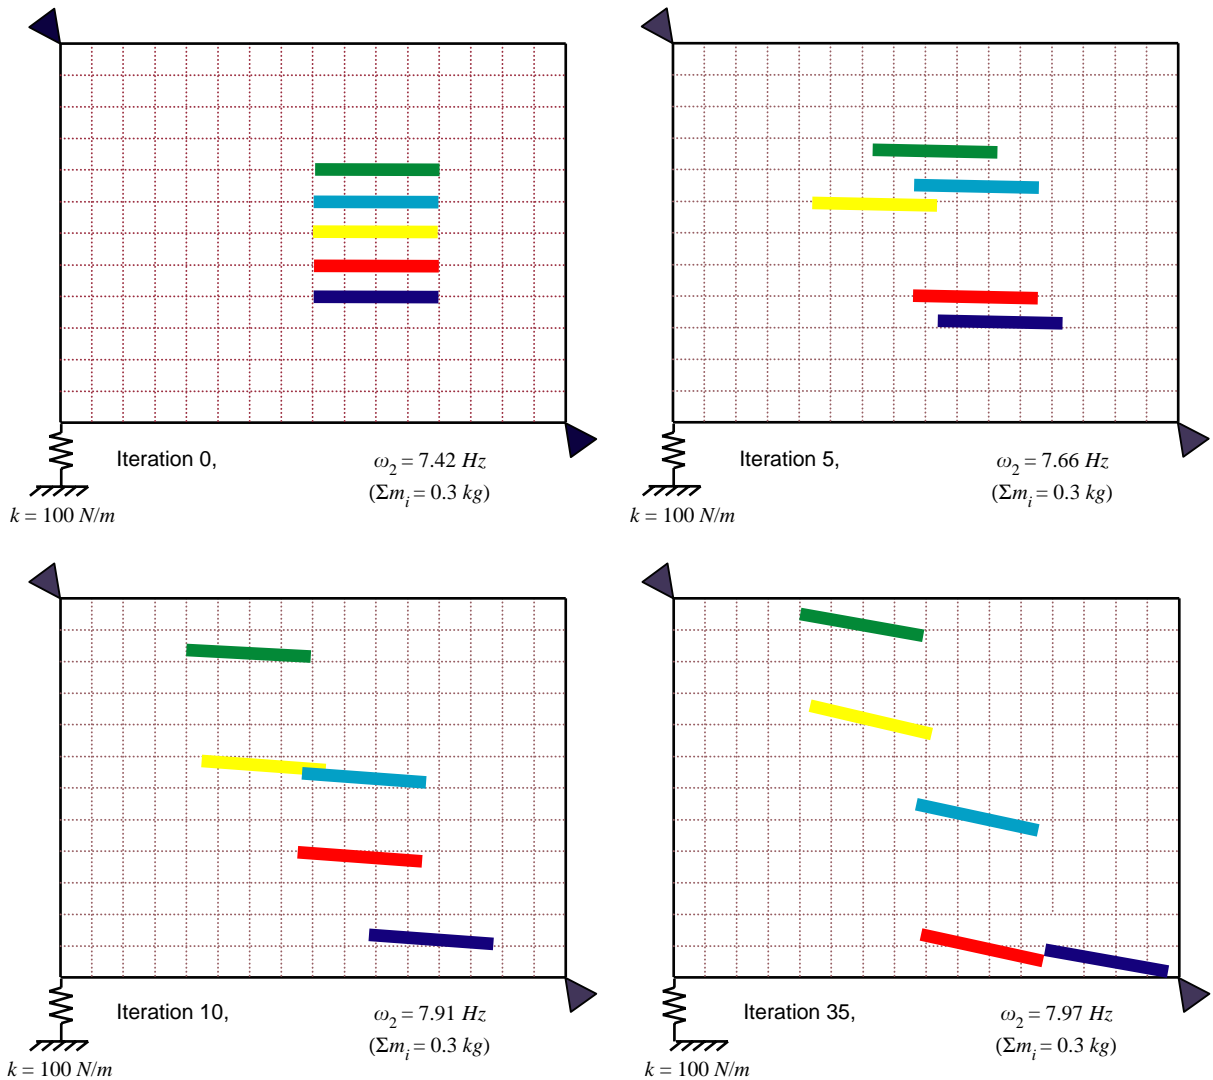 Iteration 0, ω₂ = 7.42 Hz
(Σmᵢ = 0.3 kg)
k = 100 N/m
Iteration 5, ω₂ = 7.66 Hz
(Σmᵢ = 0.3 kg)
k = 100 N/m
Iteration 10, ω₂ = 7.91 Hz
(Σmᵢ = 0.3 kg)
k = 100 N/m
Iteration 35, ω₂ = 7.97 Hz
(Σmᵢ = 0.3 kg)
k = 100 N/m